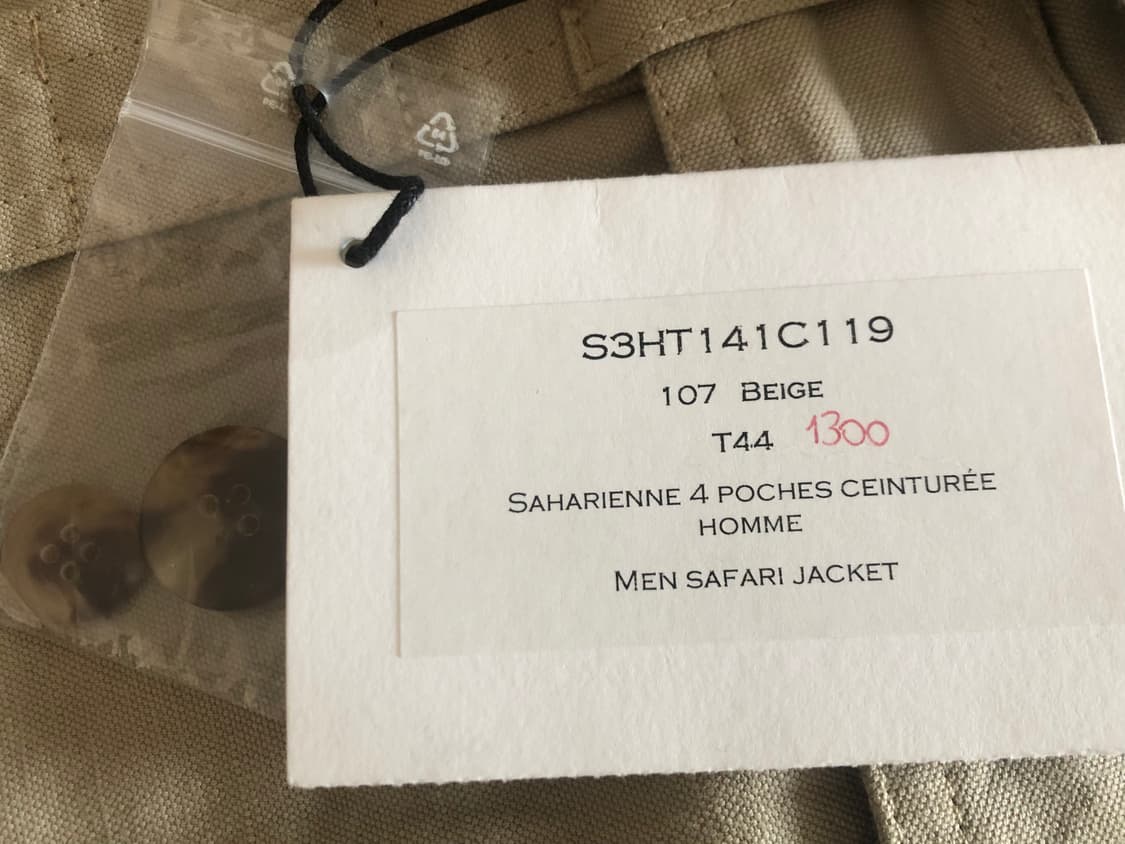 S3HT141C119
107 BEIGE
T44 1300
SAHARIENNE 4 POCHES CEINTURÉE
HOMME
MEN SAFARI JACKET